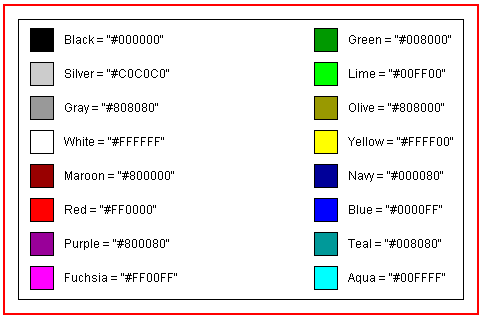 Black = "#000000"
Silver = "#C0C0C0"
Gray = "#808080"
White = "#FFFFFF"
Maroon = "#800000"
Red = "#FF0000"
Purple = "#800080"
Fuchsia = "#FF00FF"
Green = "#008000"
Lime = "#00FF00"
Olive = "#808000"
Yellow = "#FFFF00"
Navy = "#000080"
Blue = "#0000FF"
Teal = "#008080"
Aqua = "#00FFFF"